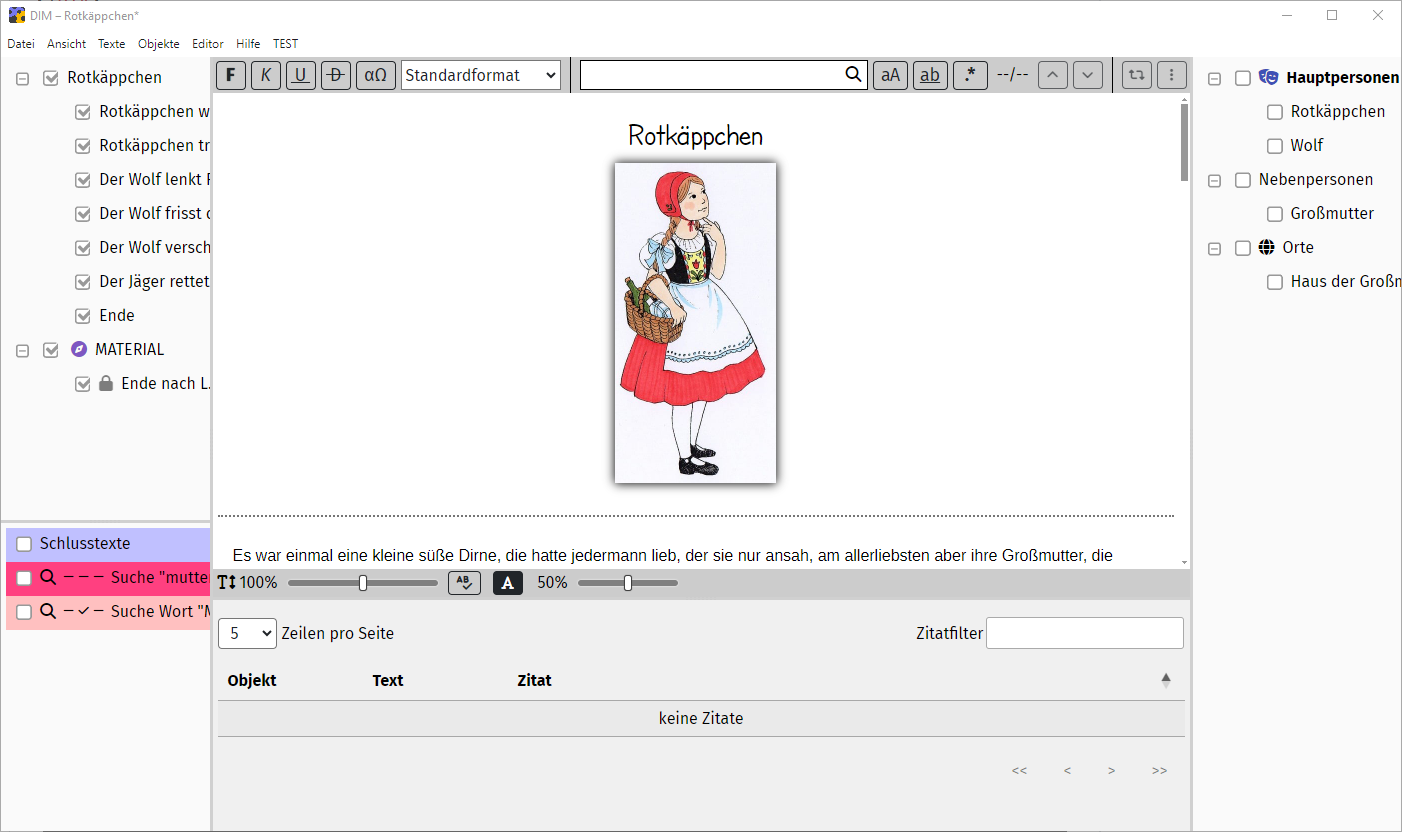 DIM – Rotkäppchen*
Datei Ansicht Texte Objekte Editor Hilfe TEST
Rotkäppchen
Rotkäppchen w
Rotkäppchen tr
Der Wolf lenkt
Der Wolf frisst
Der Wolf versch
Der Jäger rettet
Ende
MATERIAL
Ende nach L.
Schlusstexte
Suche "mutte
Suche Wort "M
F K U D αΩ Standardformat aA ab .* --/--
Rotkäppchen
Es war einmal eine kleine süße Dirne, die hatte jedermann lieb, der sie nur ansah, am allerliebsten aber ihre Großmutter, die
T 100% AB A 50%
5 Zeilen pro Seite Zitatfilter
Objekt Text Zitat
keine Zitate
<< < > >>
Hauptpersonen
Rotkäppchen
Wolf
Nebenpersonen
Großmutter
Orte
Haus der Großm